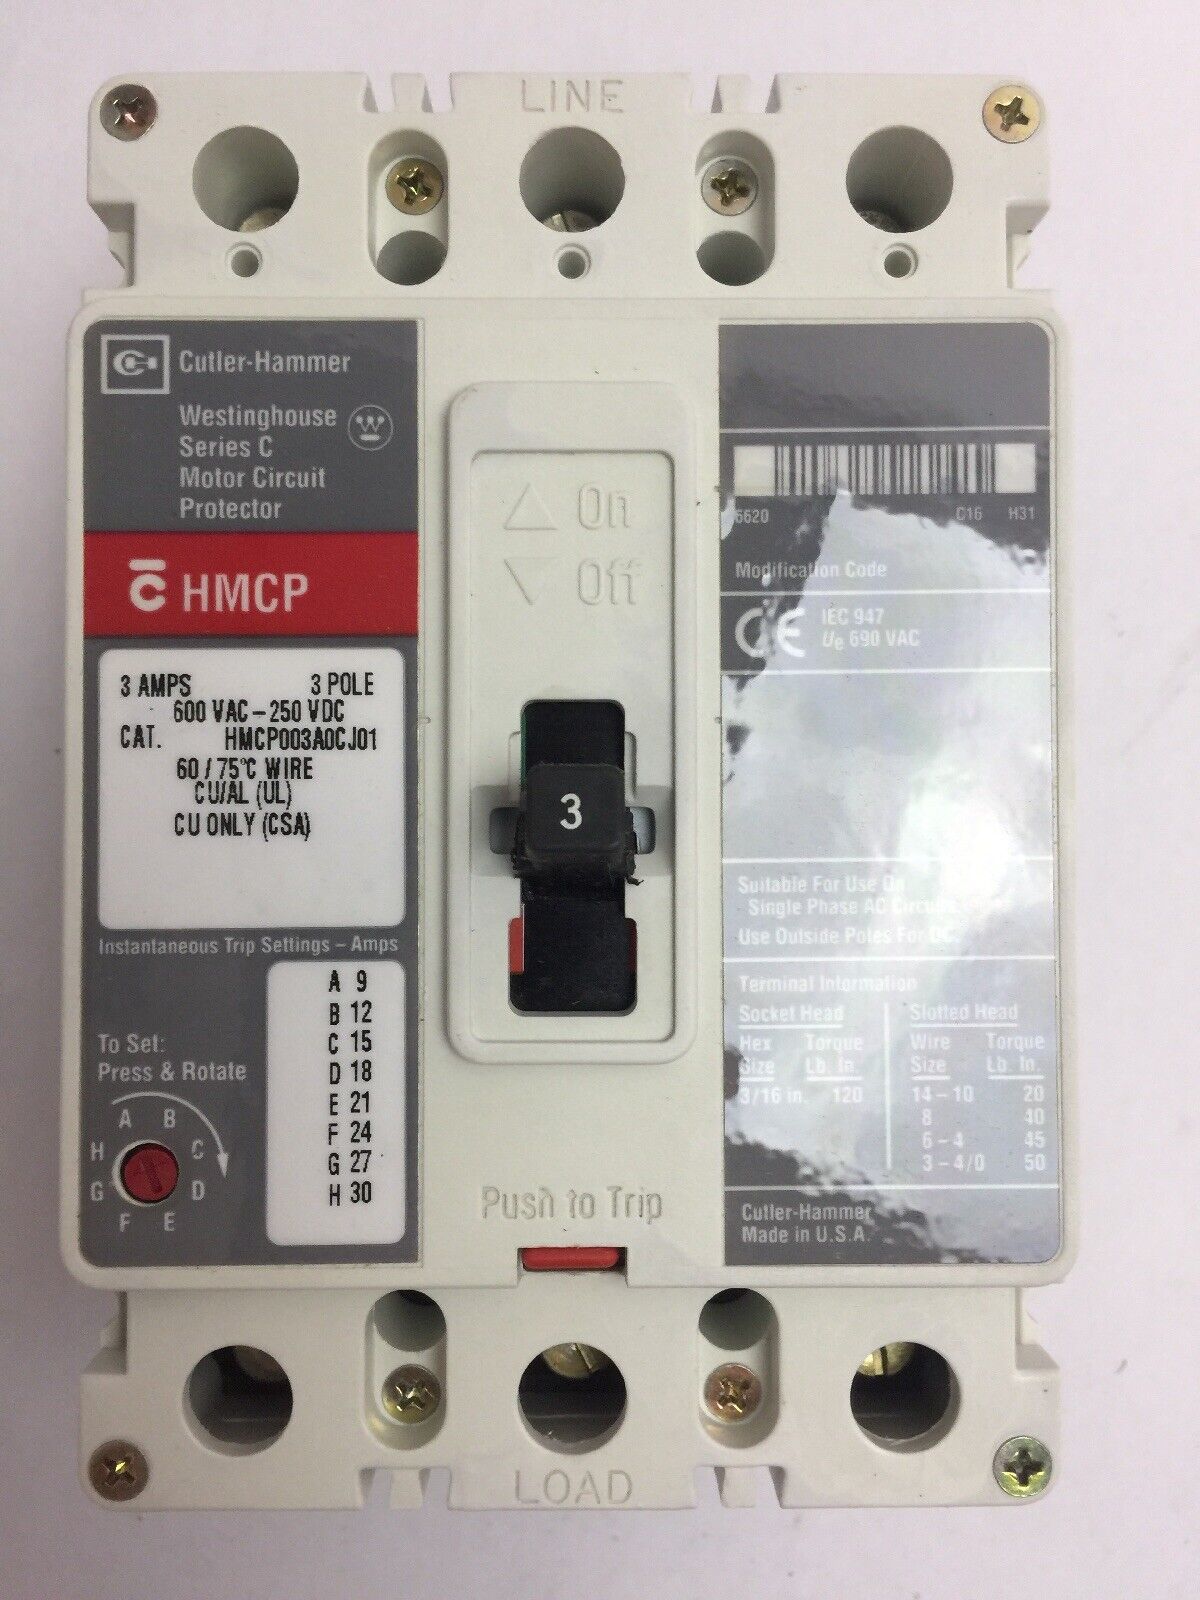 LINE
Cutler-Hammer
Westinghouse
Series C
Motor Circuit
Protector
C HMCP
3 AMPS 3 POLE
600 VAC – 250 VDC
CAT. HMCP003A0CJ01
60 / 75°C WIRE
CU/AL (UL)
CU ONLY (CSA)
Instantaneous Trip Settings – Amps
A 9
B 12
C 15
D 18
E 21
F 24
G 27
H 30
To Set:
Press & Rotate
A B
H C
G D
F E
On
Off
3
Push to Trip
6620 C16 H31
Modification Code
CE IEC 947
Ue 690 VAC
Suitable For Use On
Single Phase AC Circuits
Use Outside Poles For DC.
Terminal Information
Socket Head Slotted Head
Hex Torque Wire Torque
Size Lb. In. Size Lb. In.
3/16 in. 120 14 – 10 20
8 40
6 – 4 45
3 – 4/0 50
Cutler-Hammer
Made in U.S.A.
LOAD